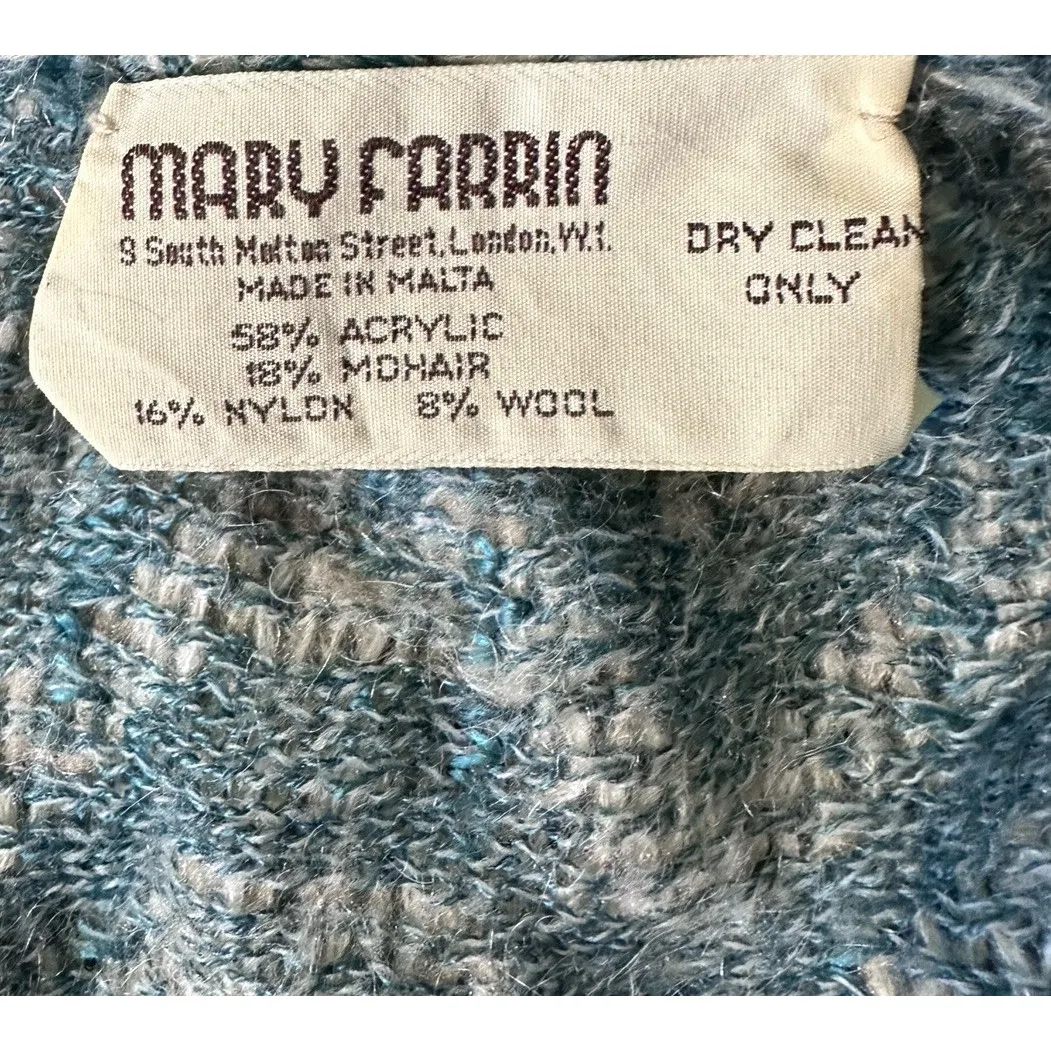 MARY FARRIN
9 South Molton Street, London, W.1.
MADE IN MALTA
58% ACRYLIC
18% MOHAIR
16% NYLON 8% WOOL
DRY CLEAN
ONLY